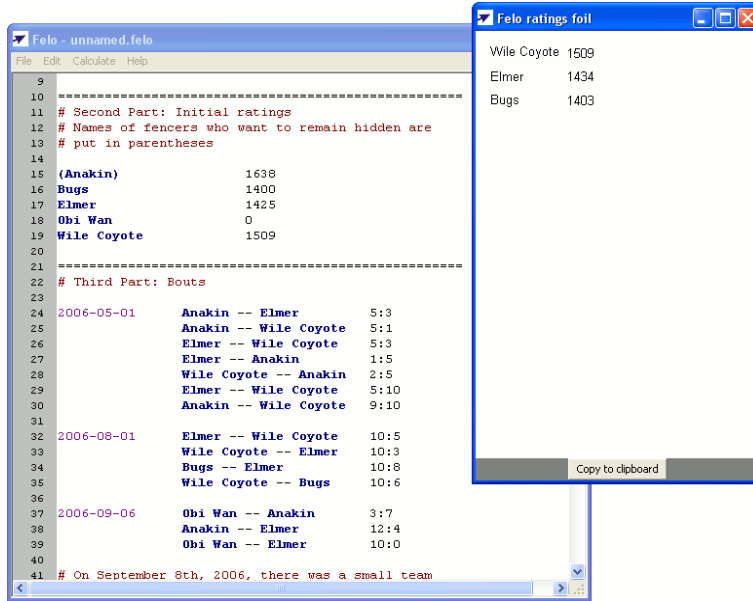 Felo - unnamed.felo
File Edit Calculate Help
9
10 ====================================================
11 # Second Part: Initial ratings
12 # Names of fencers who want to remain hidden are
13 # put in parentheses
14
15 (Anakin) 1638
16 Bugs 1400
17 Elmer 1425
18 Obi Wan 0
19 Wile Coyote 1509
20
21 ====================================================
22 # Third Part: Bouts
23
24 2006-05-01 Anakin -- Elmer 5:3
25 Anakin -- Wile Coyote 5:1
26 Elmer -- Wile Coyote 5:3
27 Elmer -- Anakin 1:5
28 Wile Coyote -- Anakin 2:5
29 Elmer -- Wile Coyote 5:10
30 Anakin -- Wile Coyote 9:10
31
32 2006-08-01 Elmer -- Wile Coyote 10:5
33 Wile Coyote -- Elmer 10:3
34 Bugs -- Elmer 10:8
35 Wile Coyote -- Bugs 10:6
36
37 2006-09-06 Obi Wan -- Anakin 3:7
38 Anakin -- Elmer 12:4
39 Obi Wan -- Elmer 10:0
40
41 # On September 8th, 2006, there was a small team
Felo ratings foil
Wile Coyote 1509
Elmer 1434
Bugs 1403
Copy to clipboard